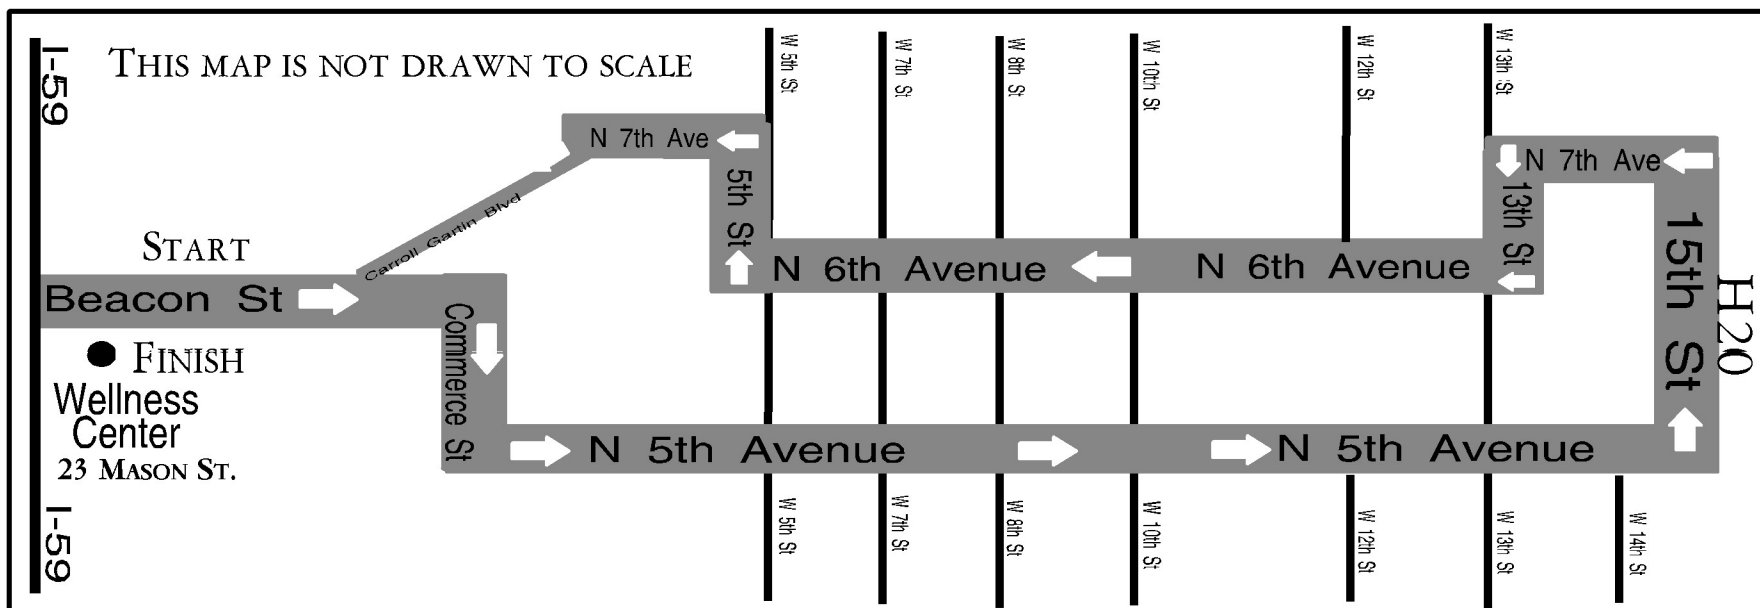 THIS MAP IS NOT DRAWN TO SCALE
I-59
W 5th St
W 7th St
W 8th St
W 10th St
W 12th St
W 13th St
N 7th Ave
N 7th Ave
5th St
13th St
15th St
H20
Carroll Gartin Blvd
START
N 6th Avenue
N 6th Avenue
Beacon St
Commerce St
FINISH
Wellness
Center
23 MASON ST.
N 5th Avenue
N 5th Avenue
I-59
W 5th St
W 7th St
W 8th St
W 10th St
W 12th St
W 13th St
W 14th St